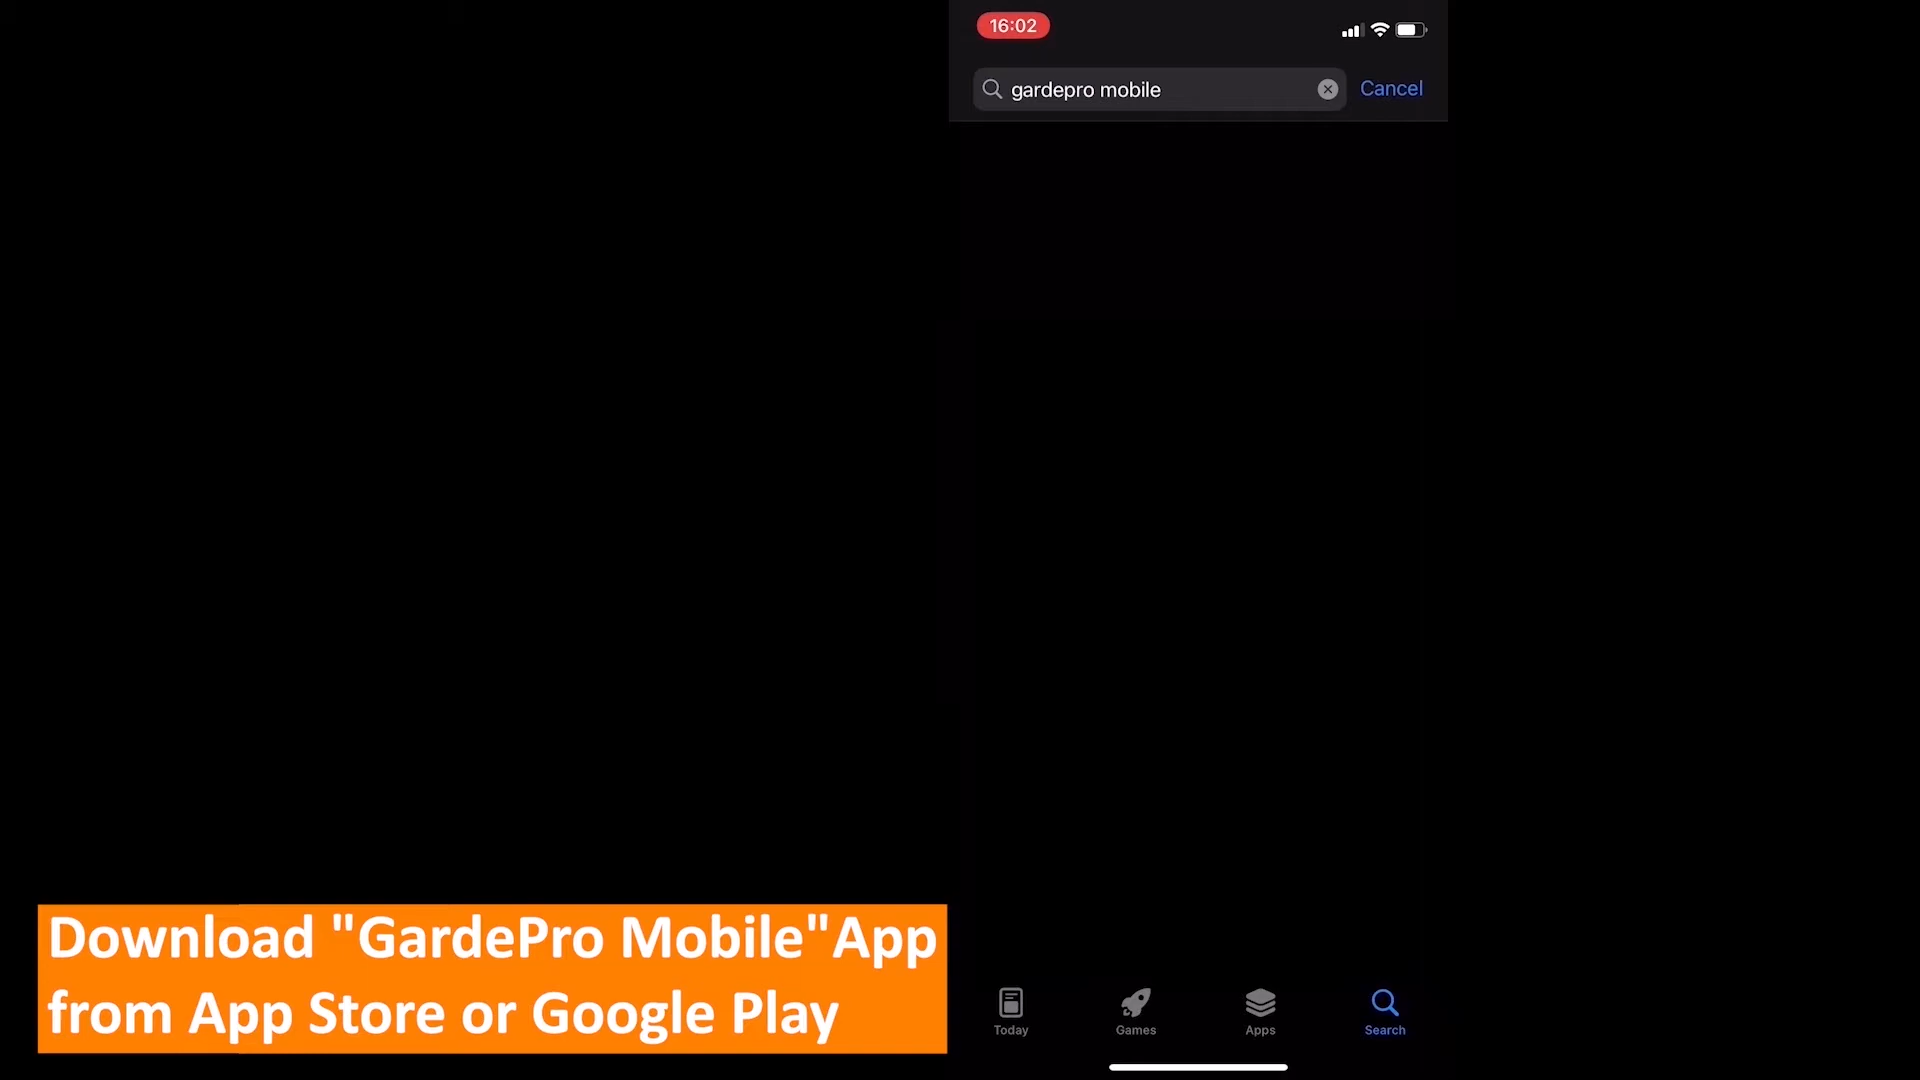 16:02
gardepro mobile
Cancel
Download "GardePro Mobile"App
from App Store or Google Play
Today
Games
Apps
Search